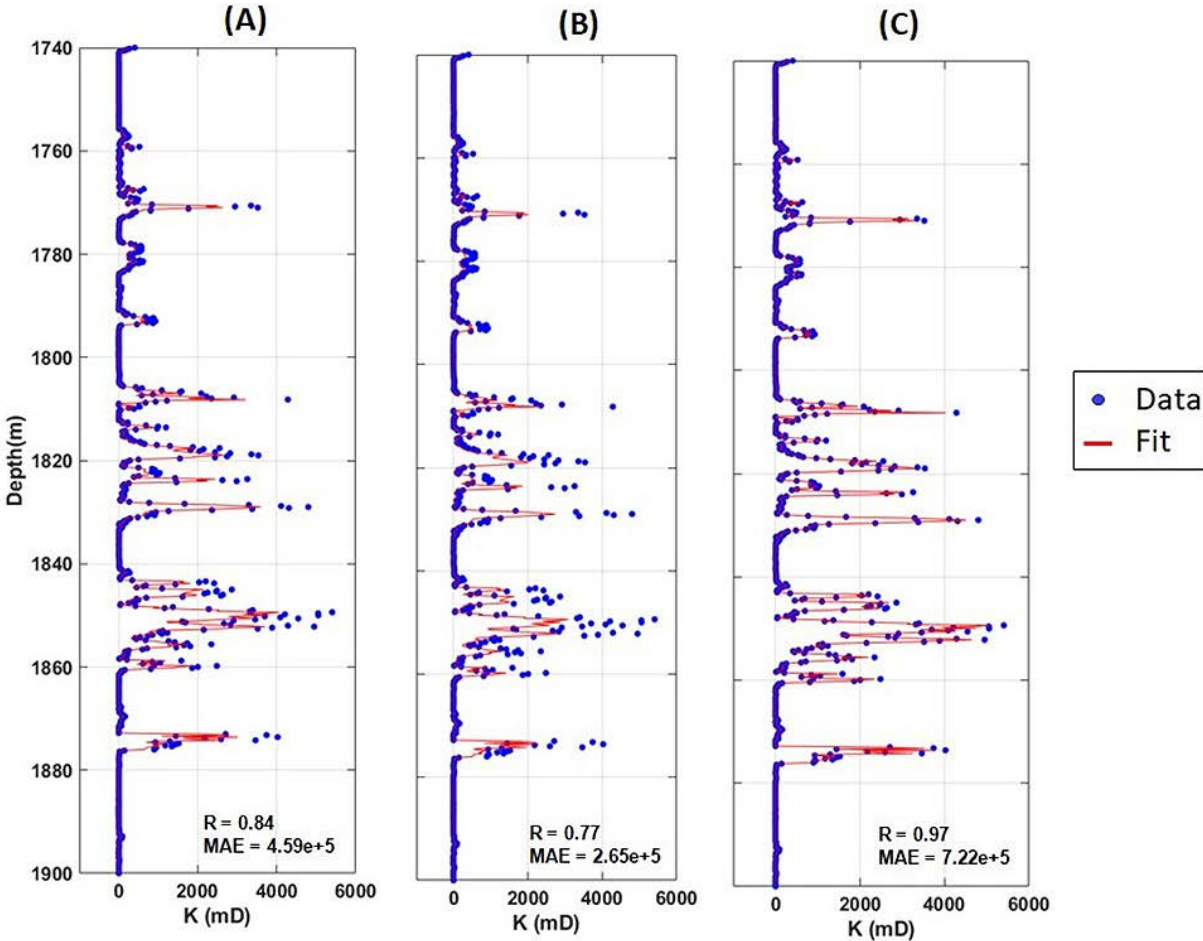 (A)
(B)
(C)
1740
1760
1780
1800
1820
1840
1860
1880
1900
Depth(m)
R = 0.84
MAE = 4.59e+5
R = 0.77
MAE = 2.65e+5
R = 0.97
MAE = 7.22e+5
0 2000 4000 6000
K (mD)
0 2000 4000 6000
K (mD)
0 2000 4000 6000
K (mD)
Data
Fit